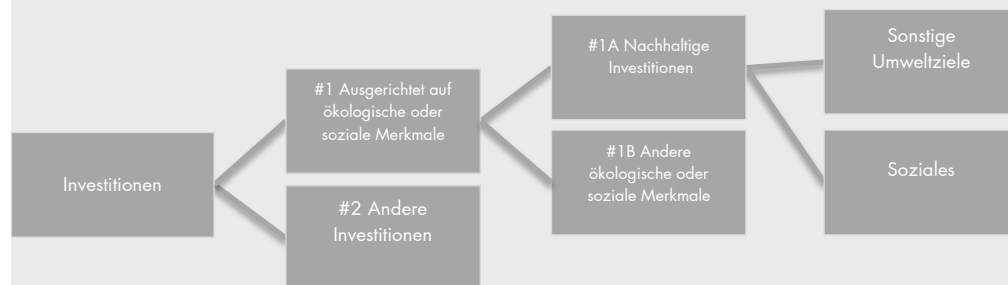 Investitionen
#1 Ausgerichtet auf
ökologische oder
soziale Merkmale
#2 Andere
Investitionen
#1A Nachhaltige
Investitionen
#1B Andere
ökologische oder
soziale Merkmale
Sonstige
Umweltziele
Soziales